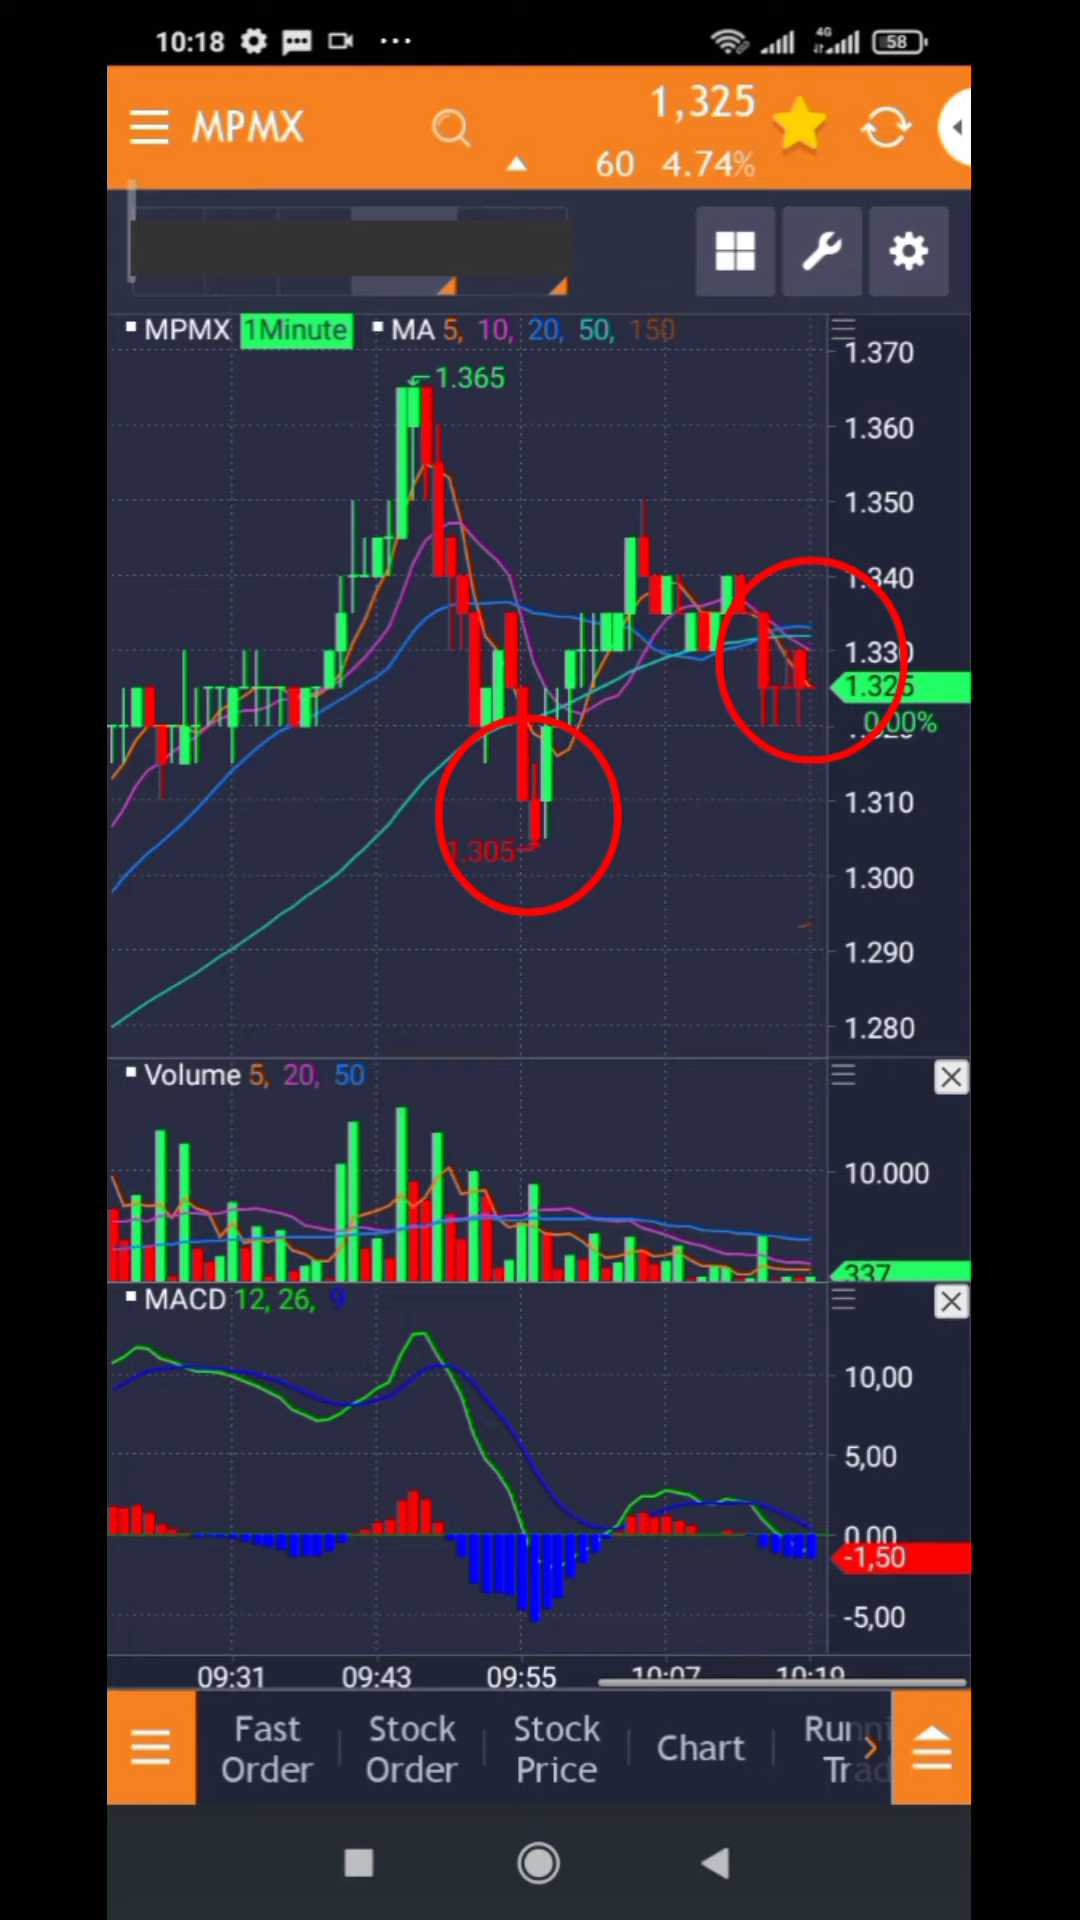 10:18 4G 58
MPMX 1,325
60 4.74%
MPMX 1Minute MA 5, 10, 20, 50, 150
1.370
1.365
1.360
1.350
1.340
1.330
1.325
0.00%
1.310
1.305
1.300
1.290
1.280
Volume 5, 20, 50
10.000
337
MACD 12, 26, 9
10,00
5,00
0,00
-1,50
-5,00
09:31 09:43 09:55 10:07 10:19
Fast Order
Stock Order
Stock Price
Chart